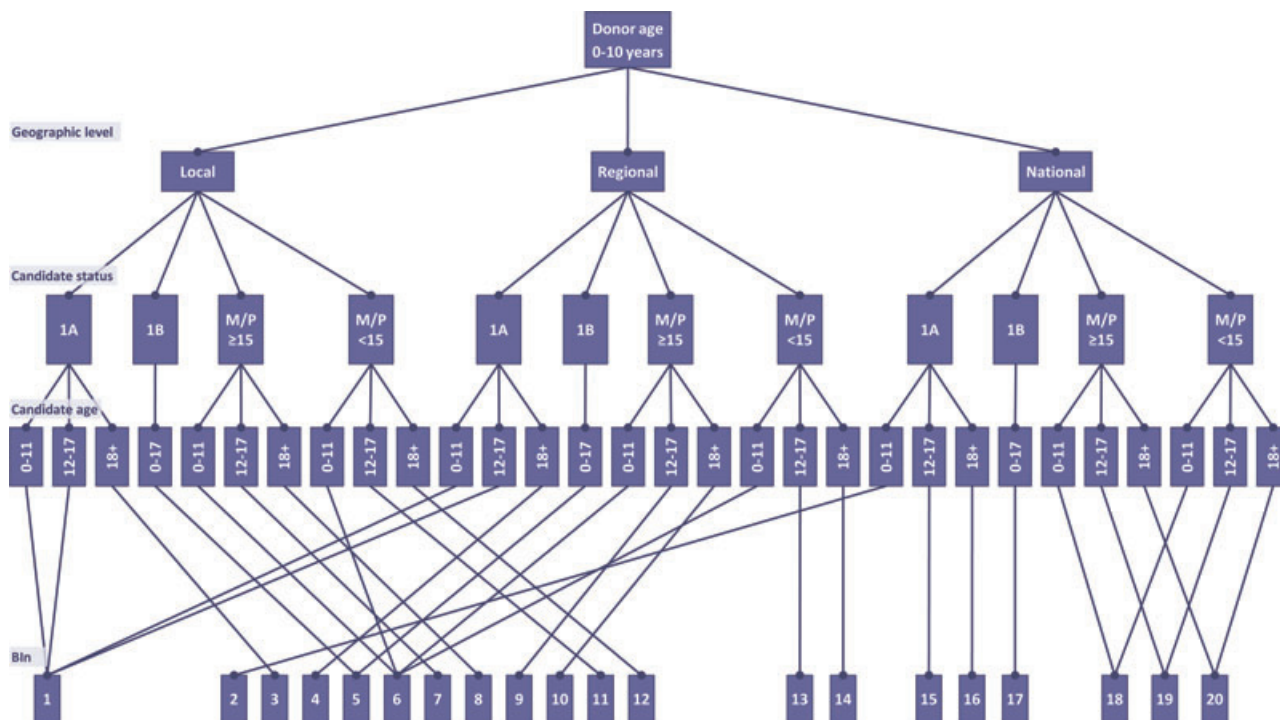 Donor age
0-10 years
Geographic level
Local
Regional
National
Candidate status
1A
1B
M/P
≥15
M/P
<15
1A
1B
M/P
≥15
M/P
<15
1A
1B
M/P
≥15
M/P
<15
Candidate age
0-11
12-17
18+
0-17
0-11
12-17
18+
0-11
12-17
18+
0-11
12-17
18+
0-17
0-11
12-17
18+
0-11
12-17
18+
0-11
12-17
18+
0-17
0-11
12-17
18+
0-11
12-17
18+
Bin
1
2
3
4
5
6
7
8
9
10
11
12
13
14
15
16
17
18
19
20